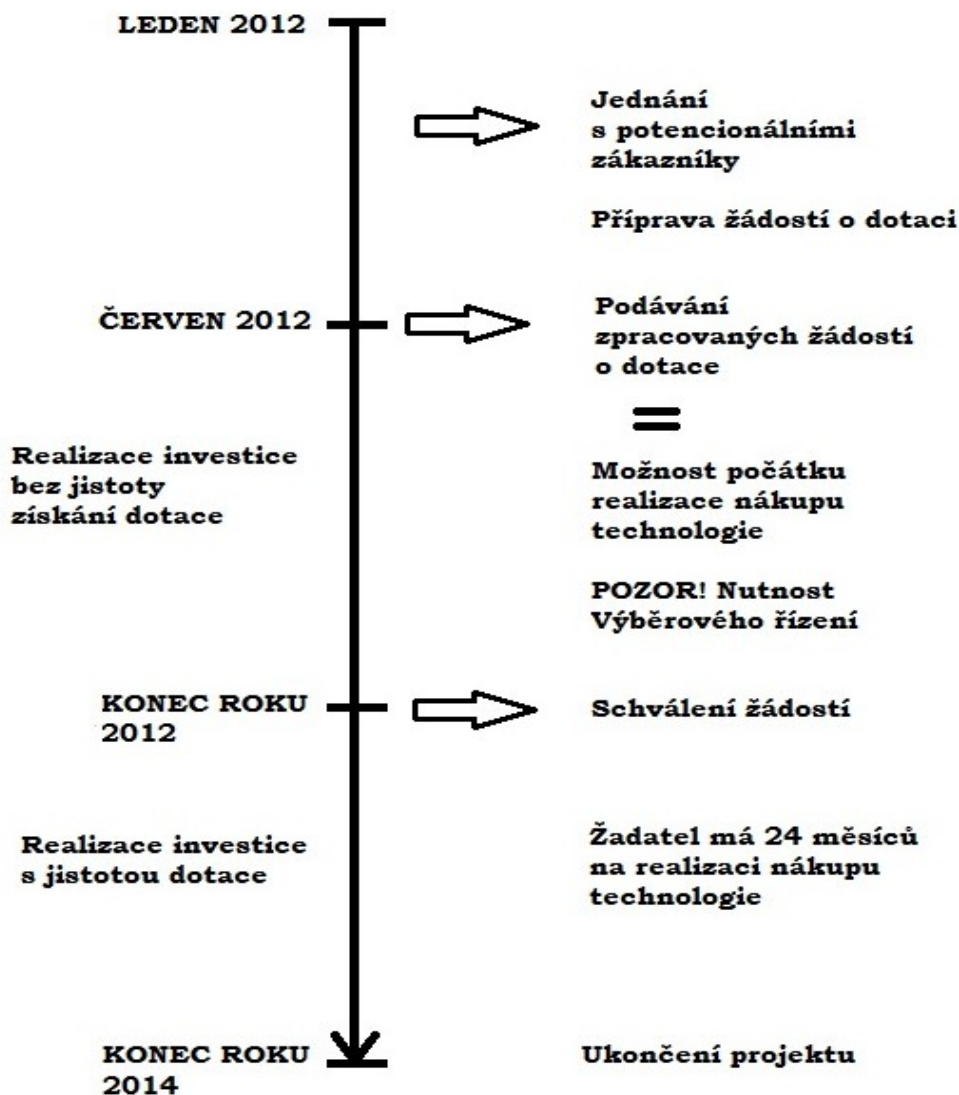 LEDEN 2012
Jednání
s potencionálními
zákazníky
Příprava žádostí o dotaci
ČERVEN 2012
Podávání
zpracovaných žádostí
o dotace
=
Realizace investice
bez jistoty
získání dotace
Možnost počátku
realizace nákupu
technologie
POZOR! Nutnost
Výběrového řízení
KONEC ROKU
2012
Schválení žádostí
Realizace investice
s jistotou dotace
Žadatel má 24 měsíců
na realizaci nákupu
technologie
KONEC ROKU
2014
Ukončení projektu